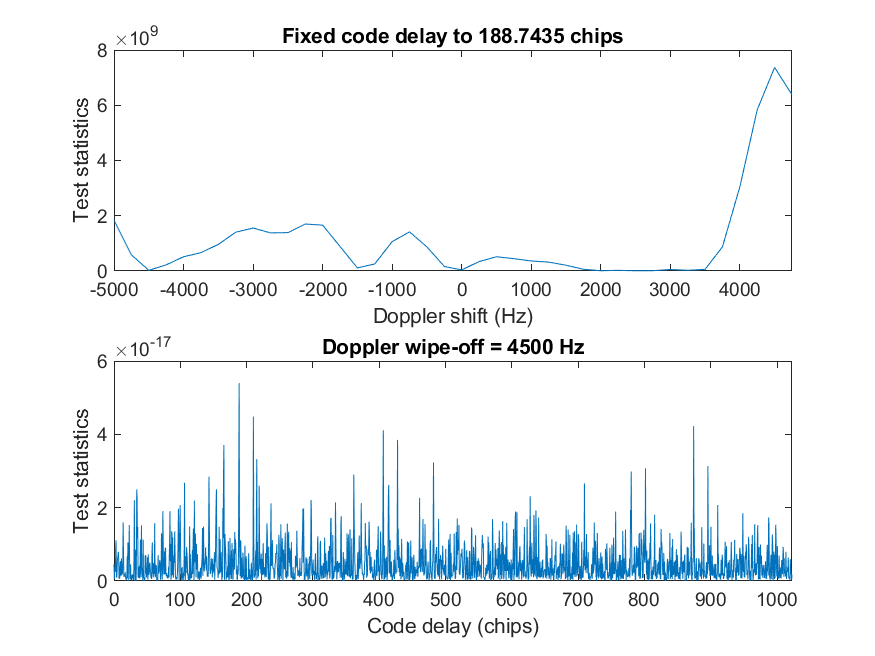 ×10^9
Fixed code delay to 188.7435 chips
8
6
4
2
0
Test statistics
-5000 -4000 -3000 -2000 -1000 0 1000 2000 3000 4000
Doppler shift (Hz)
×10^-17
Doppler wipe-off = 4500 Hz
6
4
2
0
Test statistics
0 100 200 300 400 500 600 700 800 900 1000
Code delay (chips)